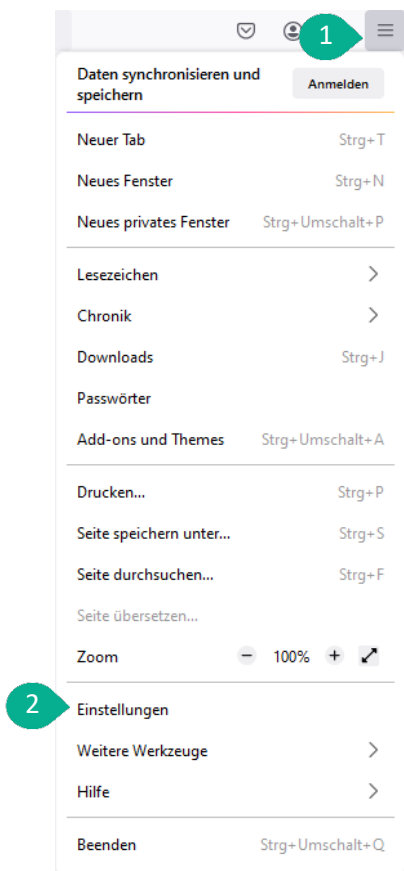 1
Daten synchronisieren und
speichern
Anmelden
Neuer Tab Strg+T
Neues Fenster Strg+N
Neues privates Fenster Strg+Umschalt+P
Lesezeichen
Chronik
Downloads Strg+J
Passwörter
Add-ons und Themes Strg+Umschalt+A
Drucken... Strg+P
Seite speichern unter... Strg+S
Seite durchsuchen... Strg+F
Seite übersetzen...
Zoom − 100% +
2 Einstellungen
Weitere Werkzeuge
Hilfe
Beenden Strg+Umschalt+Q